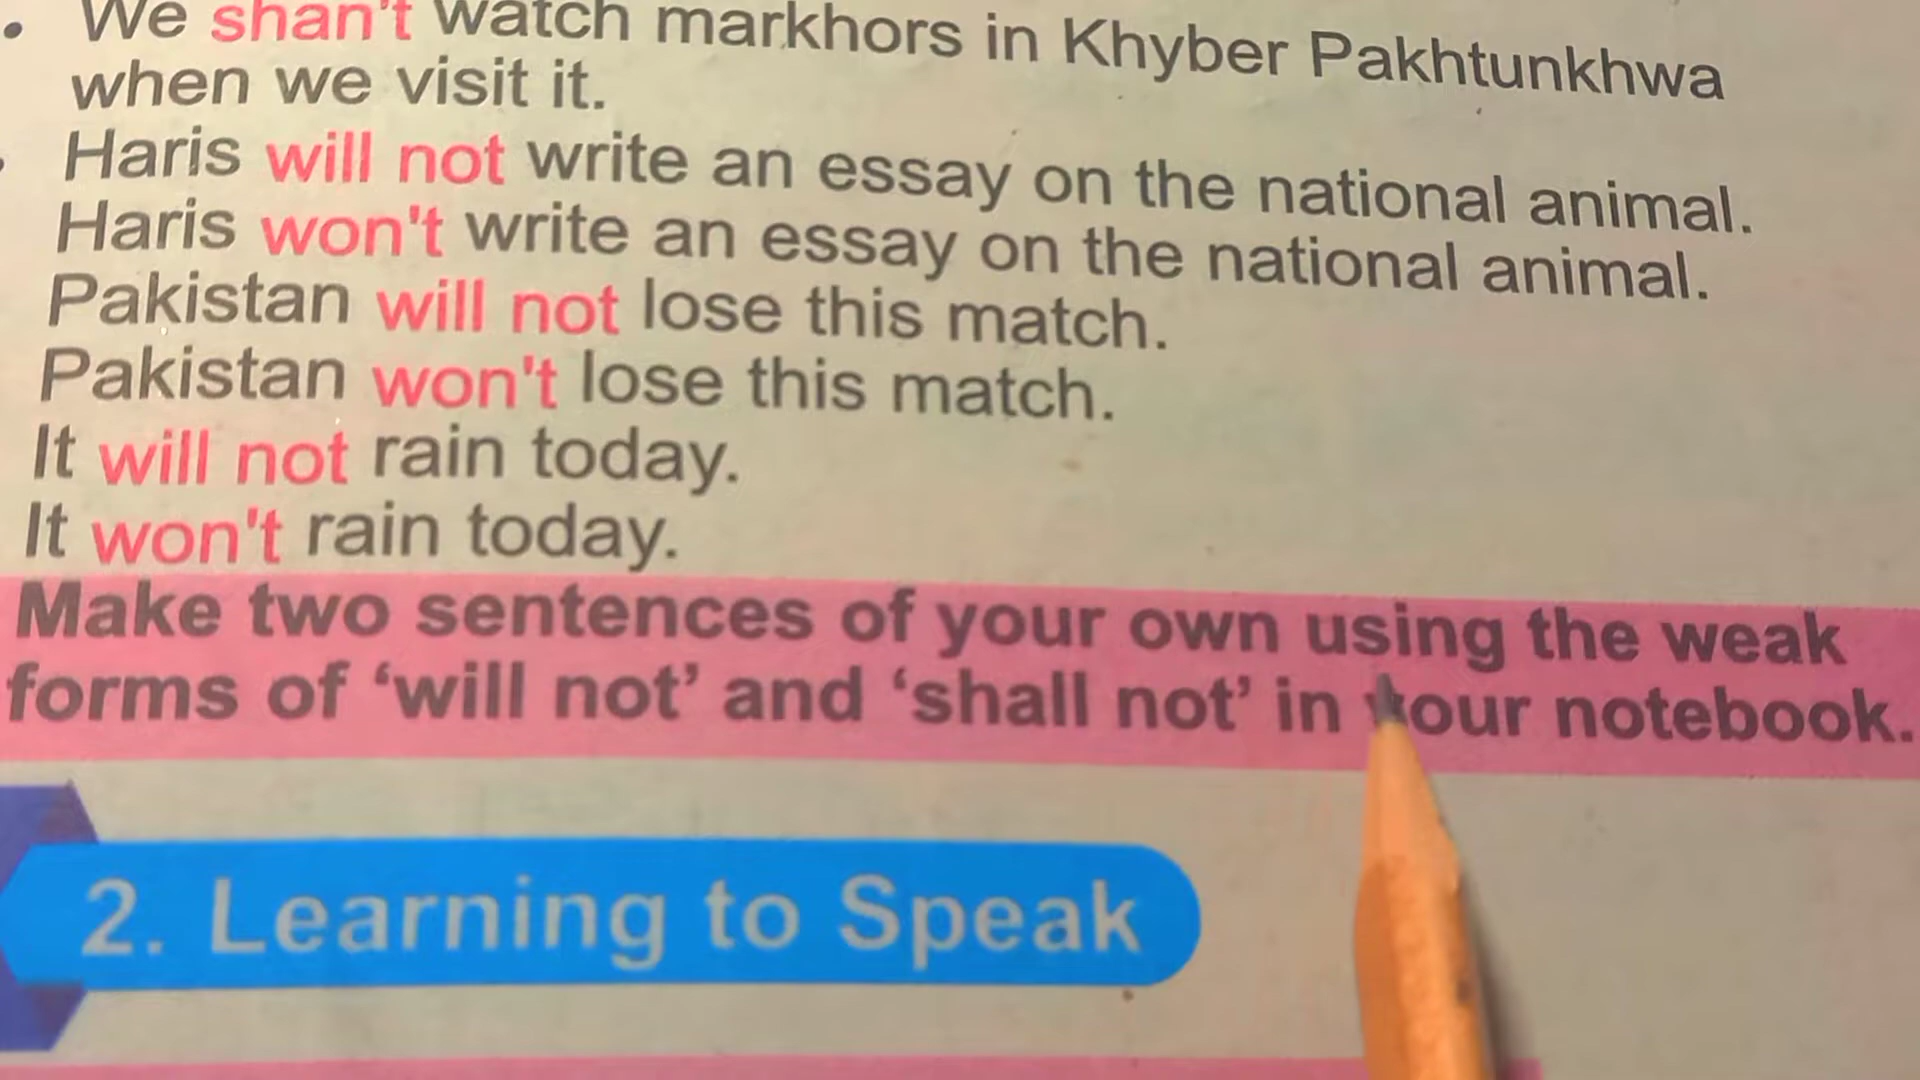 • We shan't watch markhors in Khyber Pakhtunkhwa
when we visit it.
Haris will not write an essay on the national animal.
Haris won't write an essay on the national animal.
Pakistan will not lose this match.
Pakistan won't lose this match.
It will not rain today.
It won't rain today.
Make two sentences of your own using the weak
forms of ‘will not’ and ‘shall not’ in your notebook.
2. Learning to Speak